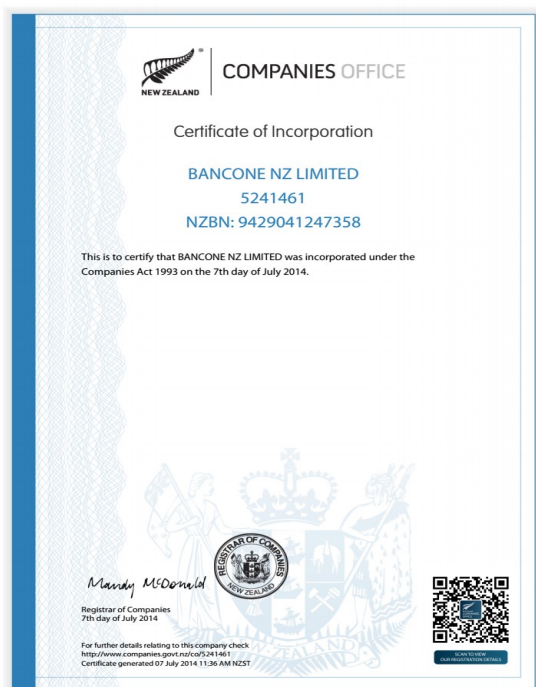 NEW ZEALAND
COMPANIES OFFICE
Certificate of Incorporation
BANCONE NZ LIMITED
5241461
NZBN: 9429041247358
This is to certify that BANCONE NZ LIMITED was incorporated under the
Companies Act 1993 on the 7th day of July 2014.
REGISTRAR OF COMPANIES
NEW ZEALAND
Mandy McDonald
Registrar of Companies
7th day of July 2014
For further details relating to this company check
http://www.companies.govt.nz/co/5241461
Certificate generated 07 July 2014 11:36 AM NZST
SCAN TO VIEW
OUR REGISTRATION DETAILS